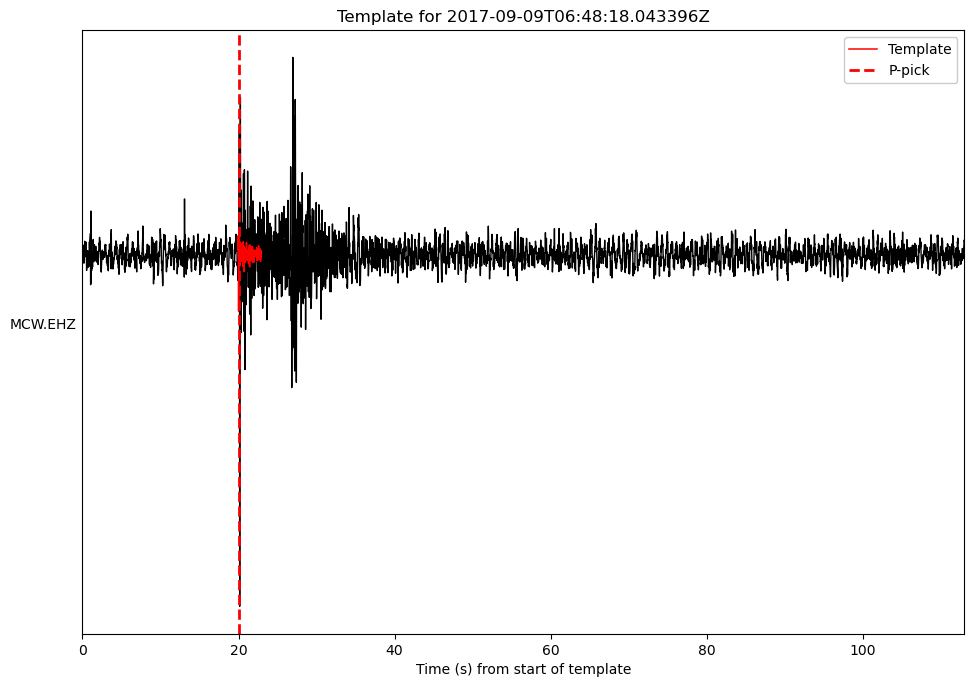 Template for 2017-09-09T06:48:18.043396Z
Template
P-pick
MCW.EHZ
0 20 40 60 80 100
Time (s) from start of template